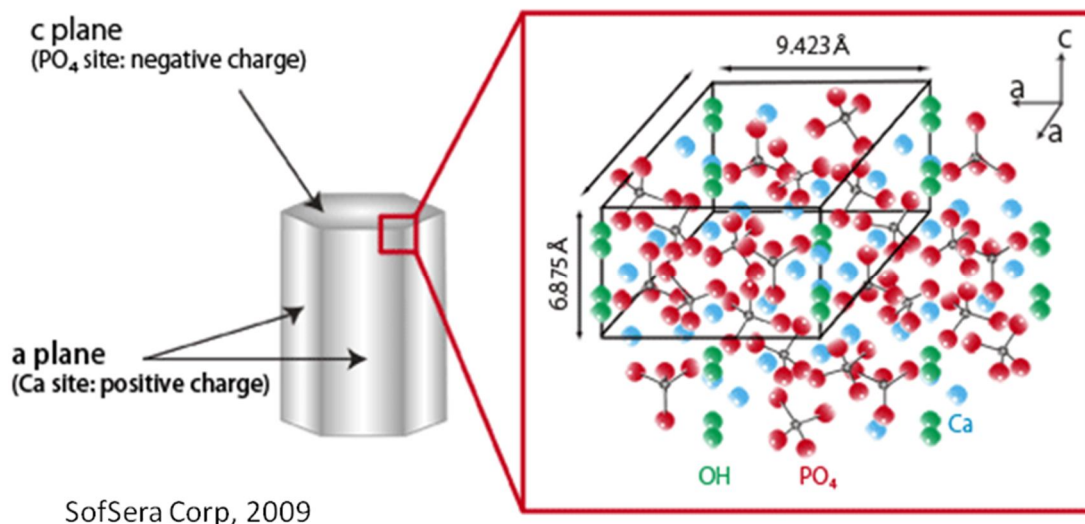 c plane
(PO₄ site: negative charge)
a plane
(Ca site: positive charge)
SofSera Corp, 2009
9.423 Å
6.875 Å
c
a
a
Ca
OH
PO₄